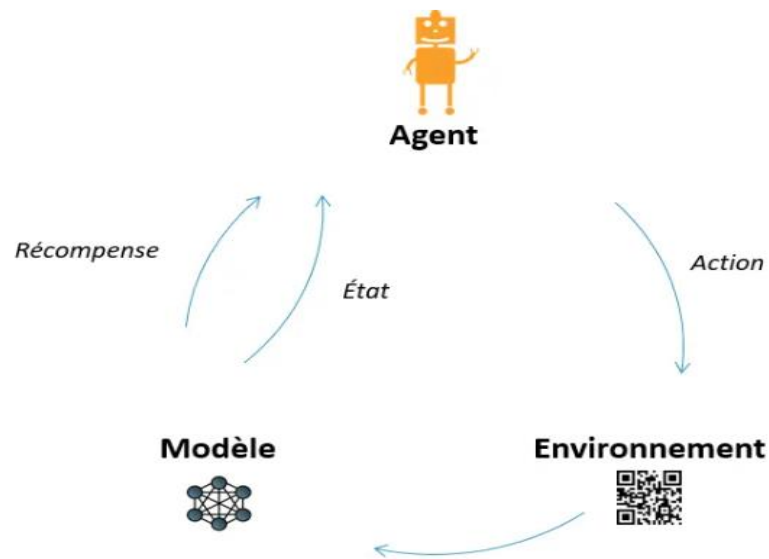 Agent
Récompense
Action
État
Modèle
Environnement